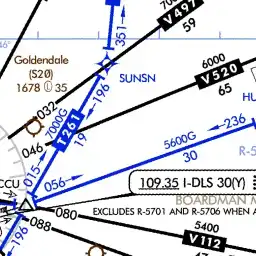 46°
351
7000
V497
59
Goldendale
(S20)
1678 Ⓛ 35
SUNSN
6000
V520
65
HU
196
032
7000G
T261
19
046
015
5600G
236
30
R-5
056
CCU
109.35 I-DLS 30(Y)
BOARDMAN M
EXCLUDES R-5701 AND R-5706 WHEN A
080
088
196
5400
V112